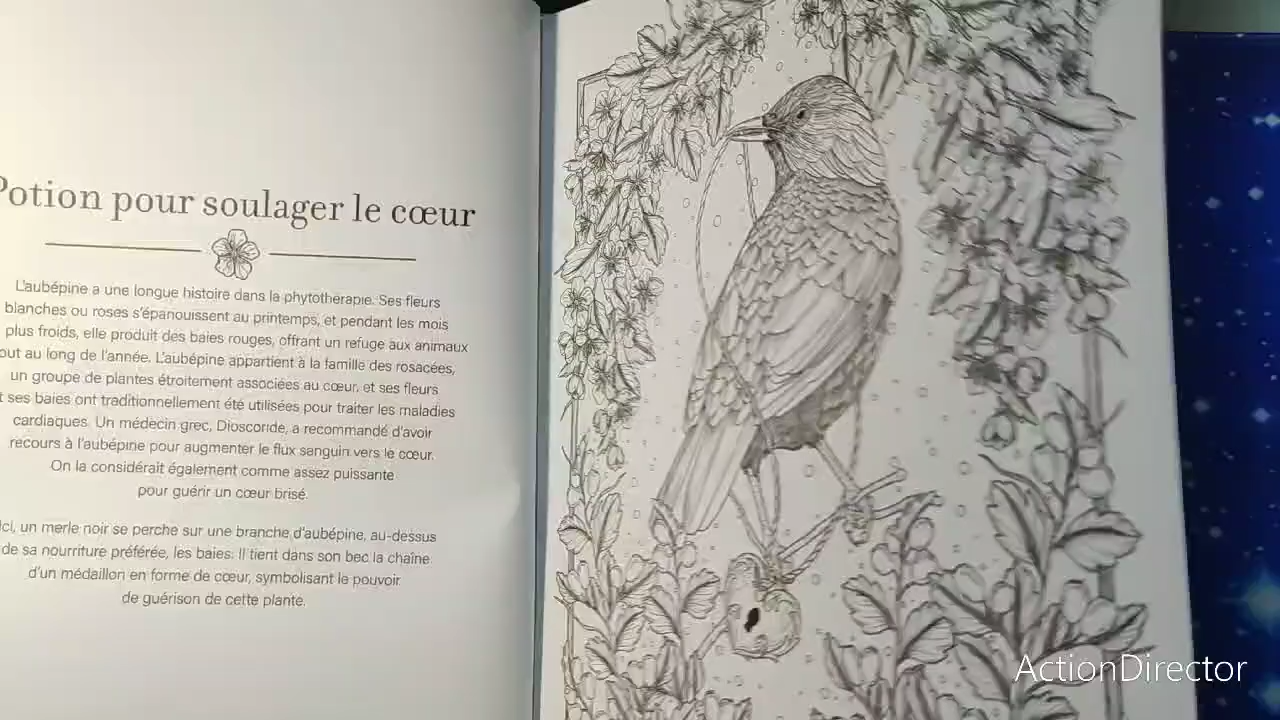 Potion pour soulager le cœur
L'aubépine a une longue histoire dans la phytothérapie. Ses fleurs
blanches ou roses s'épanouissent au printemps, et pendant les mois
plus froids, elle produit des baies rouges, offrant un refuge aux animaux
out au long de l'année. L'aubépine appartient à la famille des rosacées,
un groupe de plantes étroitement associées au cœur, et ses fleurs
t ses baies ont traditionnellement été utilisées pour traiter les maladies
cardiaques. Un médecin grec, Dioscoride, a recommandé d'avoir
recours à l'aubépine pour augmenter le flux sanguin vers le cœur.
On la considérait également comme assez puissante
pour guérir un cœur brisé.
Ici, un merle noir se perche sur une branche d'aubépine, au-dessus
de sa nourriture préférée, les baies. Il tient dans son bec la chaîne
d'un médaillon en forme de cœur, symbolisant le pouvoir
de guérison de cette plante.
ActionDirector